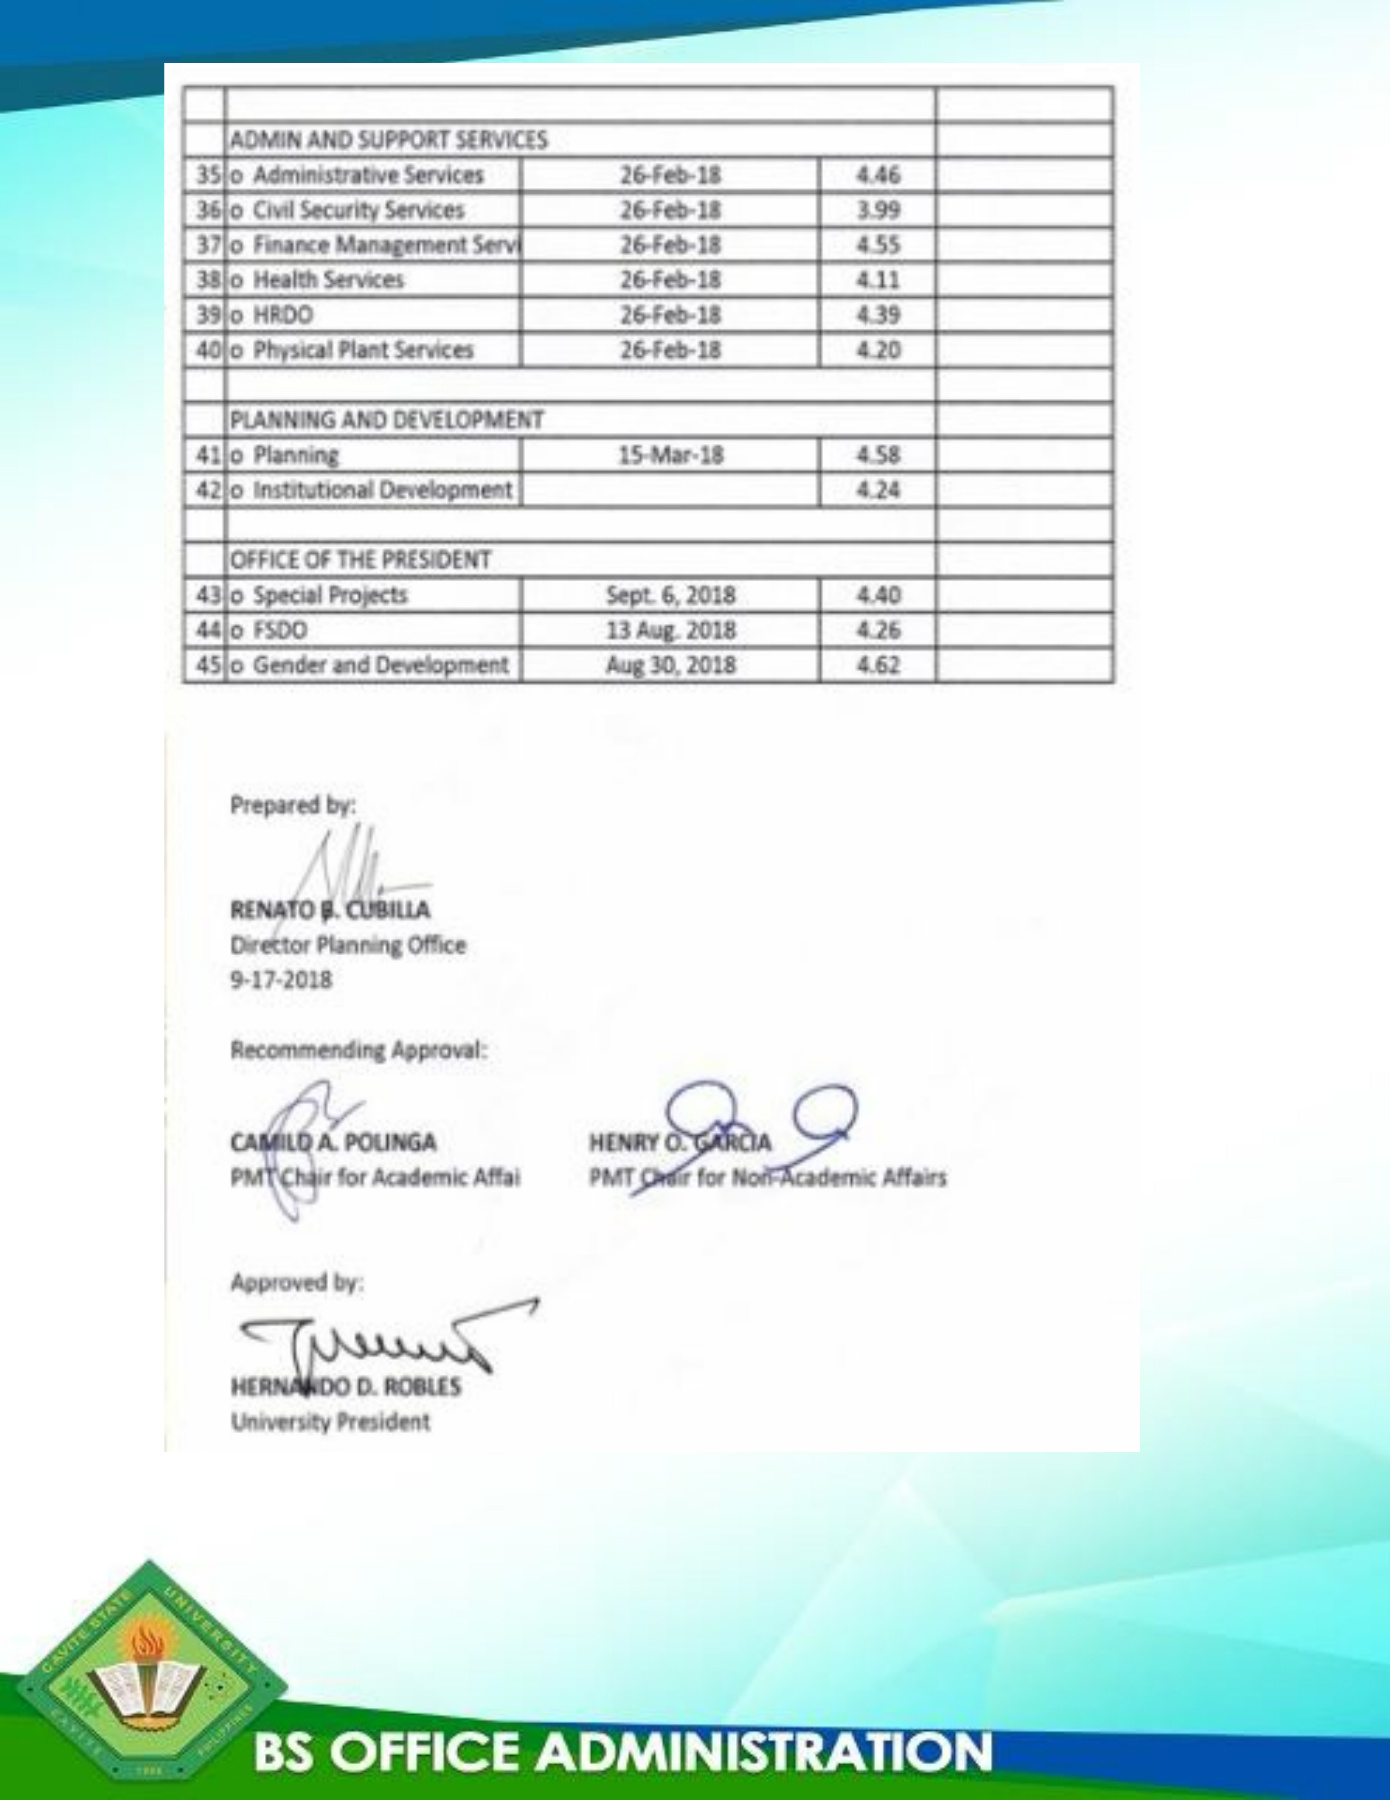 ADMIN AND SUPPORT SERVICES
35 o Administrative Services 26-Feb-18 4.46
36 o Civil Security Services 26-Feb-18 3.99
37 o Finance Management Servi 26-Feb-18 4.55
38 o Health Services 26-Feb-18 4.11
39 o HRDO 26-Feb-18 4.39
40 o Physical Plant Services 26-Feb-18 4.20
PLANNING AND DEVELOPMENT
41 o Planning 15-Mar-18 4.58
42 o Institutional Development 4.24
OFFICE OF THE PRESIDENT
43 o Special Projects Sept. 6, 2018 4.40
44 o FSDO 13 Aug. 2018 4.26
45 o Gender and Development Aug 30, 2018 4.62
Prepared by:
RENATO B. CUBILLA
Director Planning Office
9-17-2018
Recommending Approval:
CAMILO A. POLINGA HENRY O. GARCIA
PMT Chair for Academic Affai PMT Chair for Non-Academic Affairs
Approved by:
HERNANDO D. ROBLES
University President
CAVITE STATE UNIVERSITY
CAVITE PHILIPPINES
BS OFFICE ADMINISTRATION